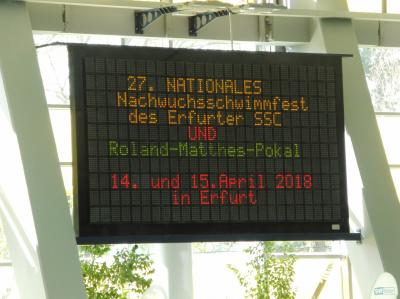 27. NATIONALES
Nachwuchsschwimmfest
des Erfurter SSC
UND
Roland-Matthes-Pokal
14. und 15.April 2018
in Erfurt